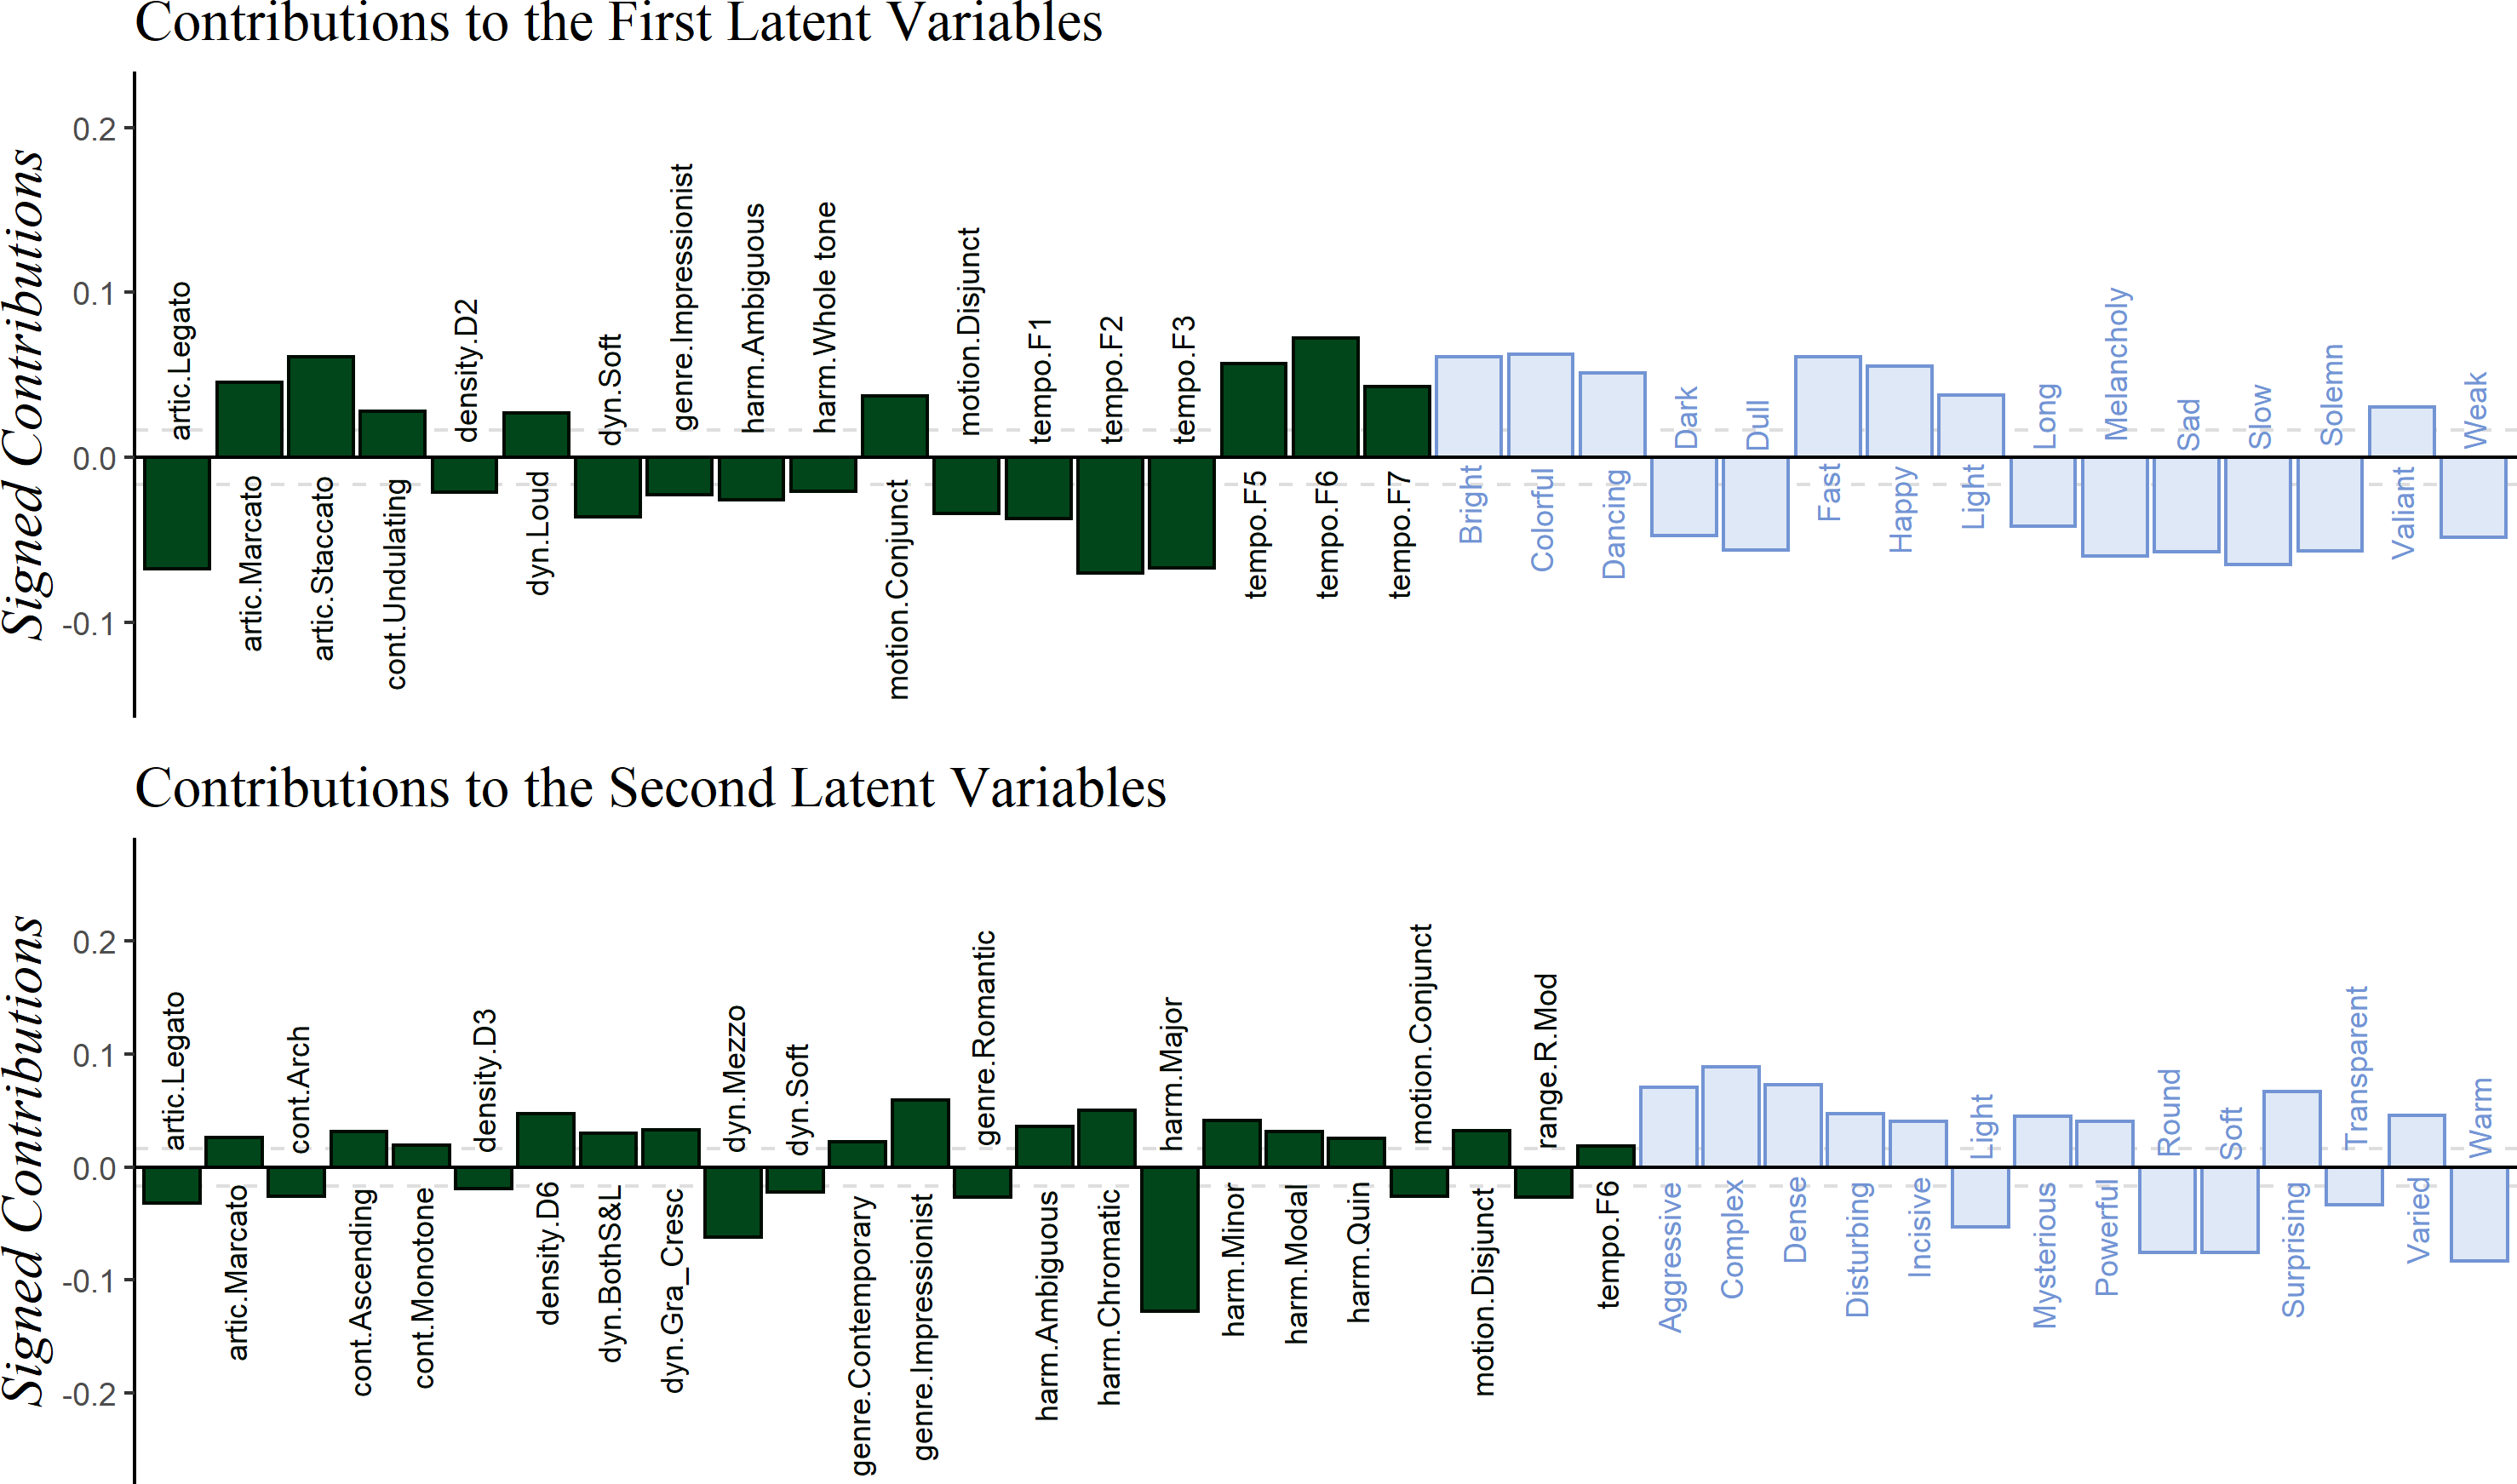 Contributions to the First Latent Variables
Signed Contributions
0.2
0.1
0.0
-0.1
artic.Legato
artic.Marcato
artic.Staccato
cont.Undulating
density.D2
dyn.Loud
dyn.Soft
genre.Impressionist
harm.Ambiguous
harm.Whole tone
motion.Conjunct
motion.Disjunct
tempo.F1
tempo.F2
tempo.F3
tempo.F5
tempo.F6
tempo.F7
Bright
Colorful
Dancing
Dark
Dull
Fast
Happy
Light
Long
Melancholy
Sad
Slow
Solemn
Valiant
Weak
Contributions to the Second Latent Variables
Signed Contributions
0.2
0.1
0.0
-0.1
-0.2
artic.Legato
artic.Marcato
cont.Arch
cont.Ascending
cont.Monotone
density.D3
density.D6
dyn.BothS&L
dyn.Gra_Cresc
dyn.Mezzo
dyn.Soft
genre.Contemporary
genre.Impressionist
genre.Romantic
harm.Ambiguous
harm.Chromatic
harm.Major
harm.Minor
harm.Modal
harm.Quin
motion.Conjunct
motion.Disjunct
range.R.Mod
tempo.F6
Aggressive
Complex
Dense
Disturbing
Incisive
Light
Mysterious
Powerful
Round
Soft
Surprising
Transparent
Varied
Warm